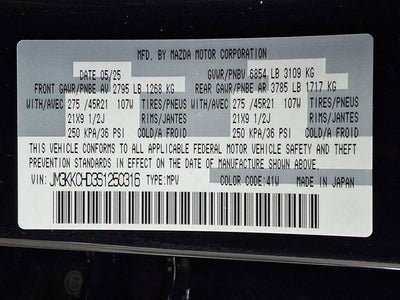 MFD. BY MAZDA MOTOR CORPORATION
DATE 05/25 GVWR/PNBV 6854 LB 3109 KG
FRONT GAWR/PNBE AV 2795 LB 1268 KG REAR GAWR/PNBE AR 3785 LB 1717 KG
WITH/AVEC 275 /45R21 107W TIRES/PNEUS WITH/AVEC 275 /45R21 107W TIRES/PNEUS
21X9 1/2J RIMS/JANTES 21X9 1/2J RIMS/JANTES
250 KPA/36 PSI COLD/A FROID 250 KPA/36 PSI COLD/A FROID
THIS VEHICLE CONFORMS TO ALL APPLICABLE FEDERAL MOTOR VEHICLE SAFETY AND THEFT
PREVENTION STANDARDS IN EFFECT ON THE DATE OF MANUFACTURE SHOWN ABOVE.
VIN: JM3KKCHD3S1250316 TYPE:MPV COLOR CODE:41W MADE IN JAPAN